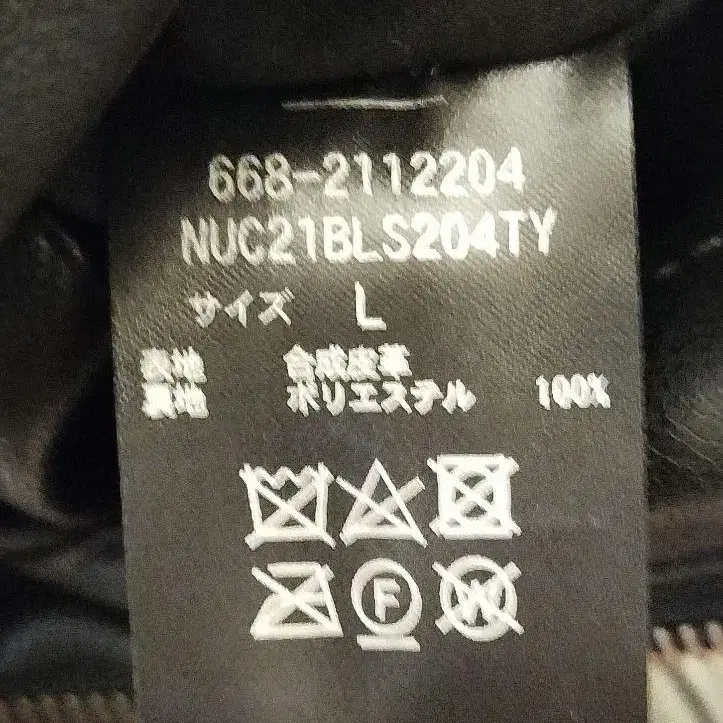 668-2112204
NUC21BLS204TY
サイズ L
表地 合成皮革
裏地 ポリエステル 100%
F
W